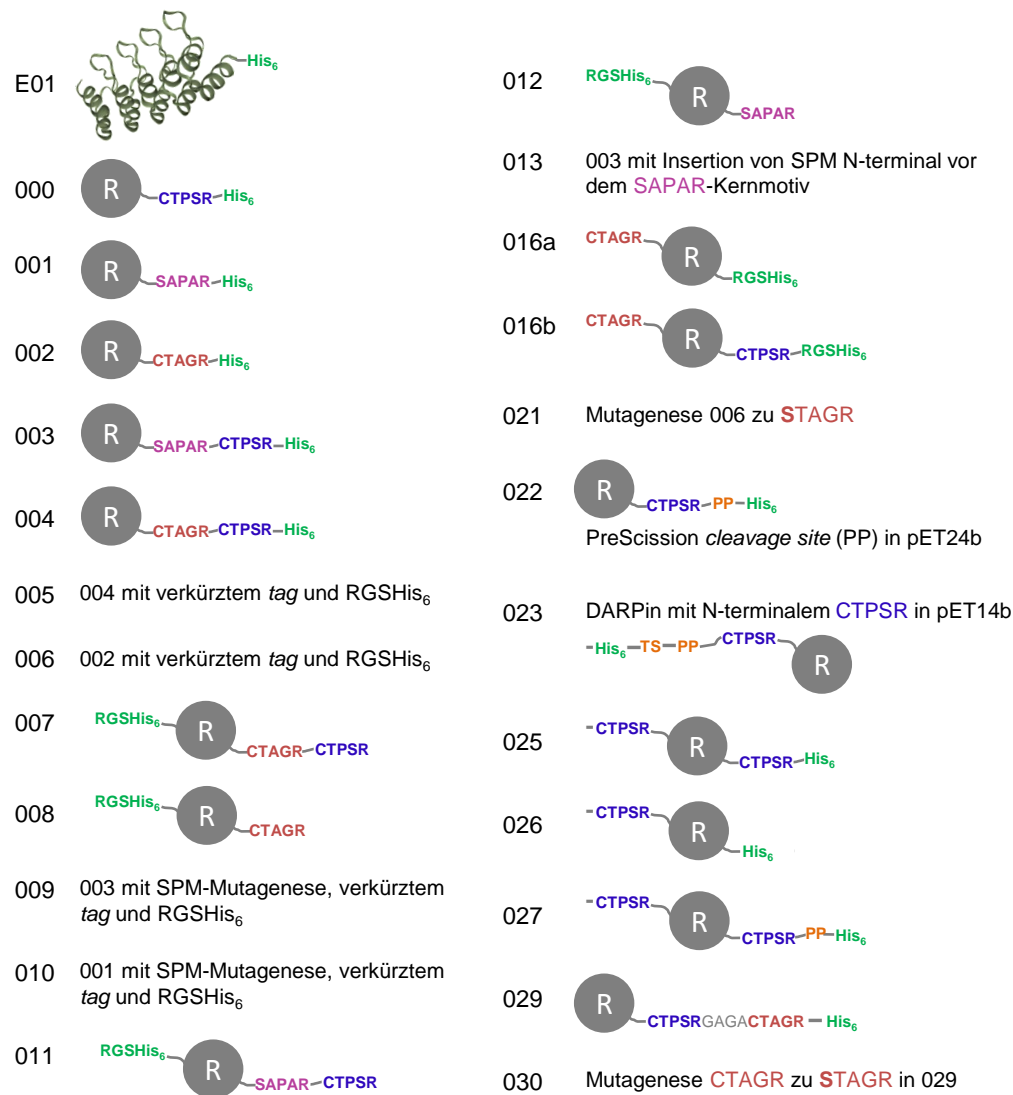 E01
His6
000
R
CTPSR His6
001
R
SAPAR His6
002
R
CTAGR His6
003
R
SAPAR CTPSR His6
004
R
CTAGR CTPSR His6
005 004 mit verkürztem tag und RGSHis6
006 002 mit verkürztem tag und RGSHis6
007
RGSHis6
R
CTAGR CTPSR
008
RGSHis6
R
CTAGR
009 003 mit SPM-Mutagenese, verkürztem
tag und RGSHis6
010 001 mit SPM-Mutagenese, verkürztem
tag und RGSHis6
011
RGSHis6
R
SAPAR CTPSR
012
RGSHis6
R
SAPAR
013 003 mit Insertion von SPM N-terminal vor
dem SAPAR-Kernmotiv
016a
CTAGR
R
RGSHis6
016b
CTAGR
R
CTPSR RGSHis6
021 Mutagenese 006 zu STAGR
022
R
CTPSR PP His6
PreScission cleavage site (PP) in pET24b
023 DARPin mit N-terminalem CTPSR in pET14b
His6 TS PP CTPSR
R
025
CTPSR
R
CTPSR His6
026
CTPSR
R
His6
027
CTPSR
R
CTPSR PP His6
029
R
CTPSRGAGACTAGR His6
030 Mutagenese CTAGR zu STAGR in 029